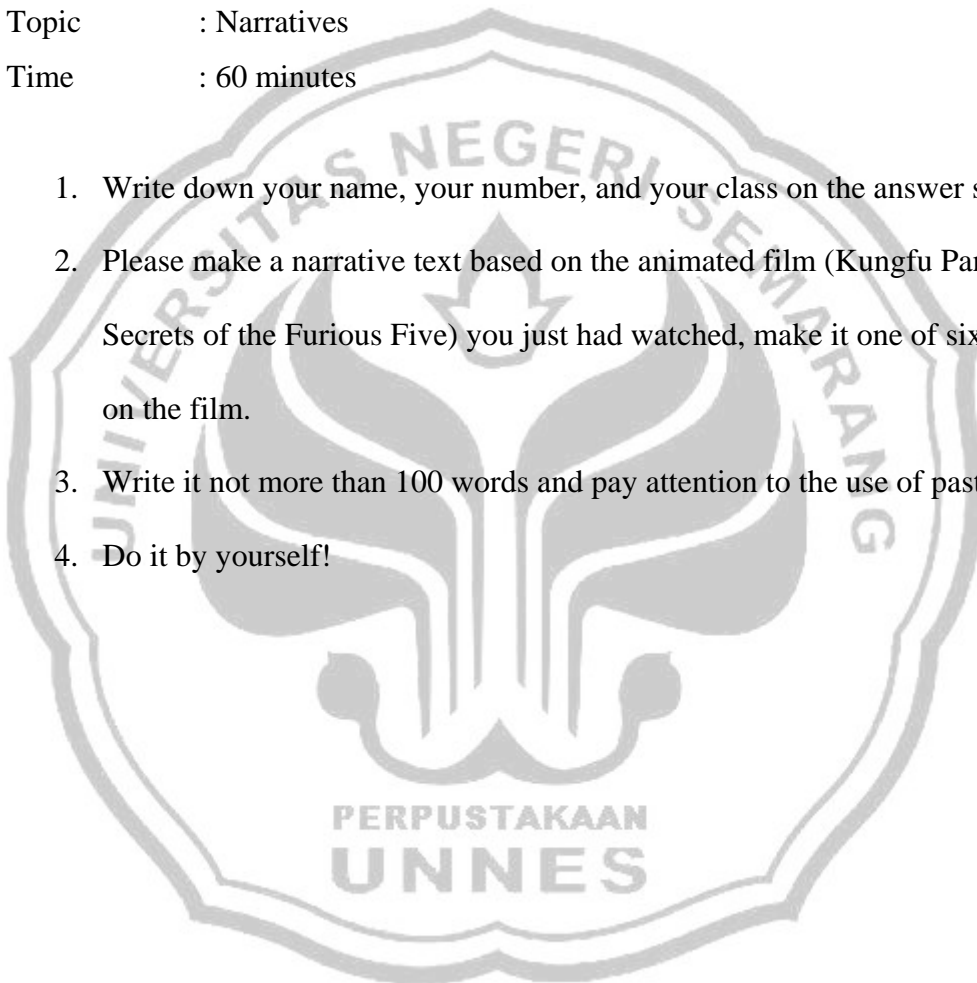 Topic : Narratives
Time : 60 minutes
1. Write down your name, your number, and your class on the answer
2. Please make a narrative text based on the animated film (Kungfu
Secrets of the Furious Five) you just had watched, make it one of six
on the film.
3. Write it not more than 100 words and pay attention to the use of past
4. Do it by yourself!
UNIVERSITAS NEGERI SEMARANG
PERPUSTAKAAN
UNNES